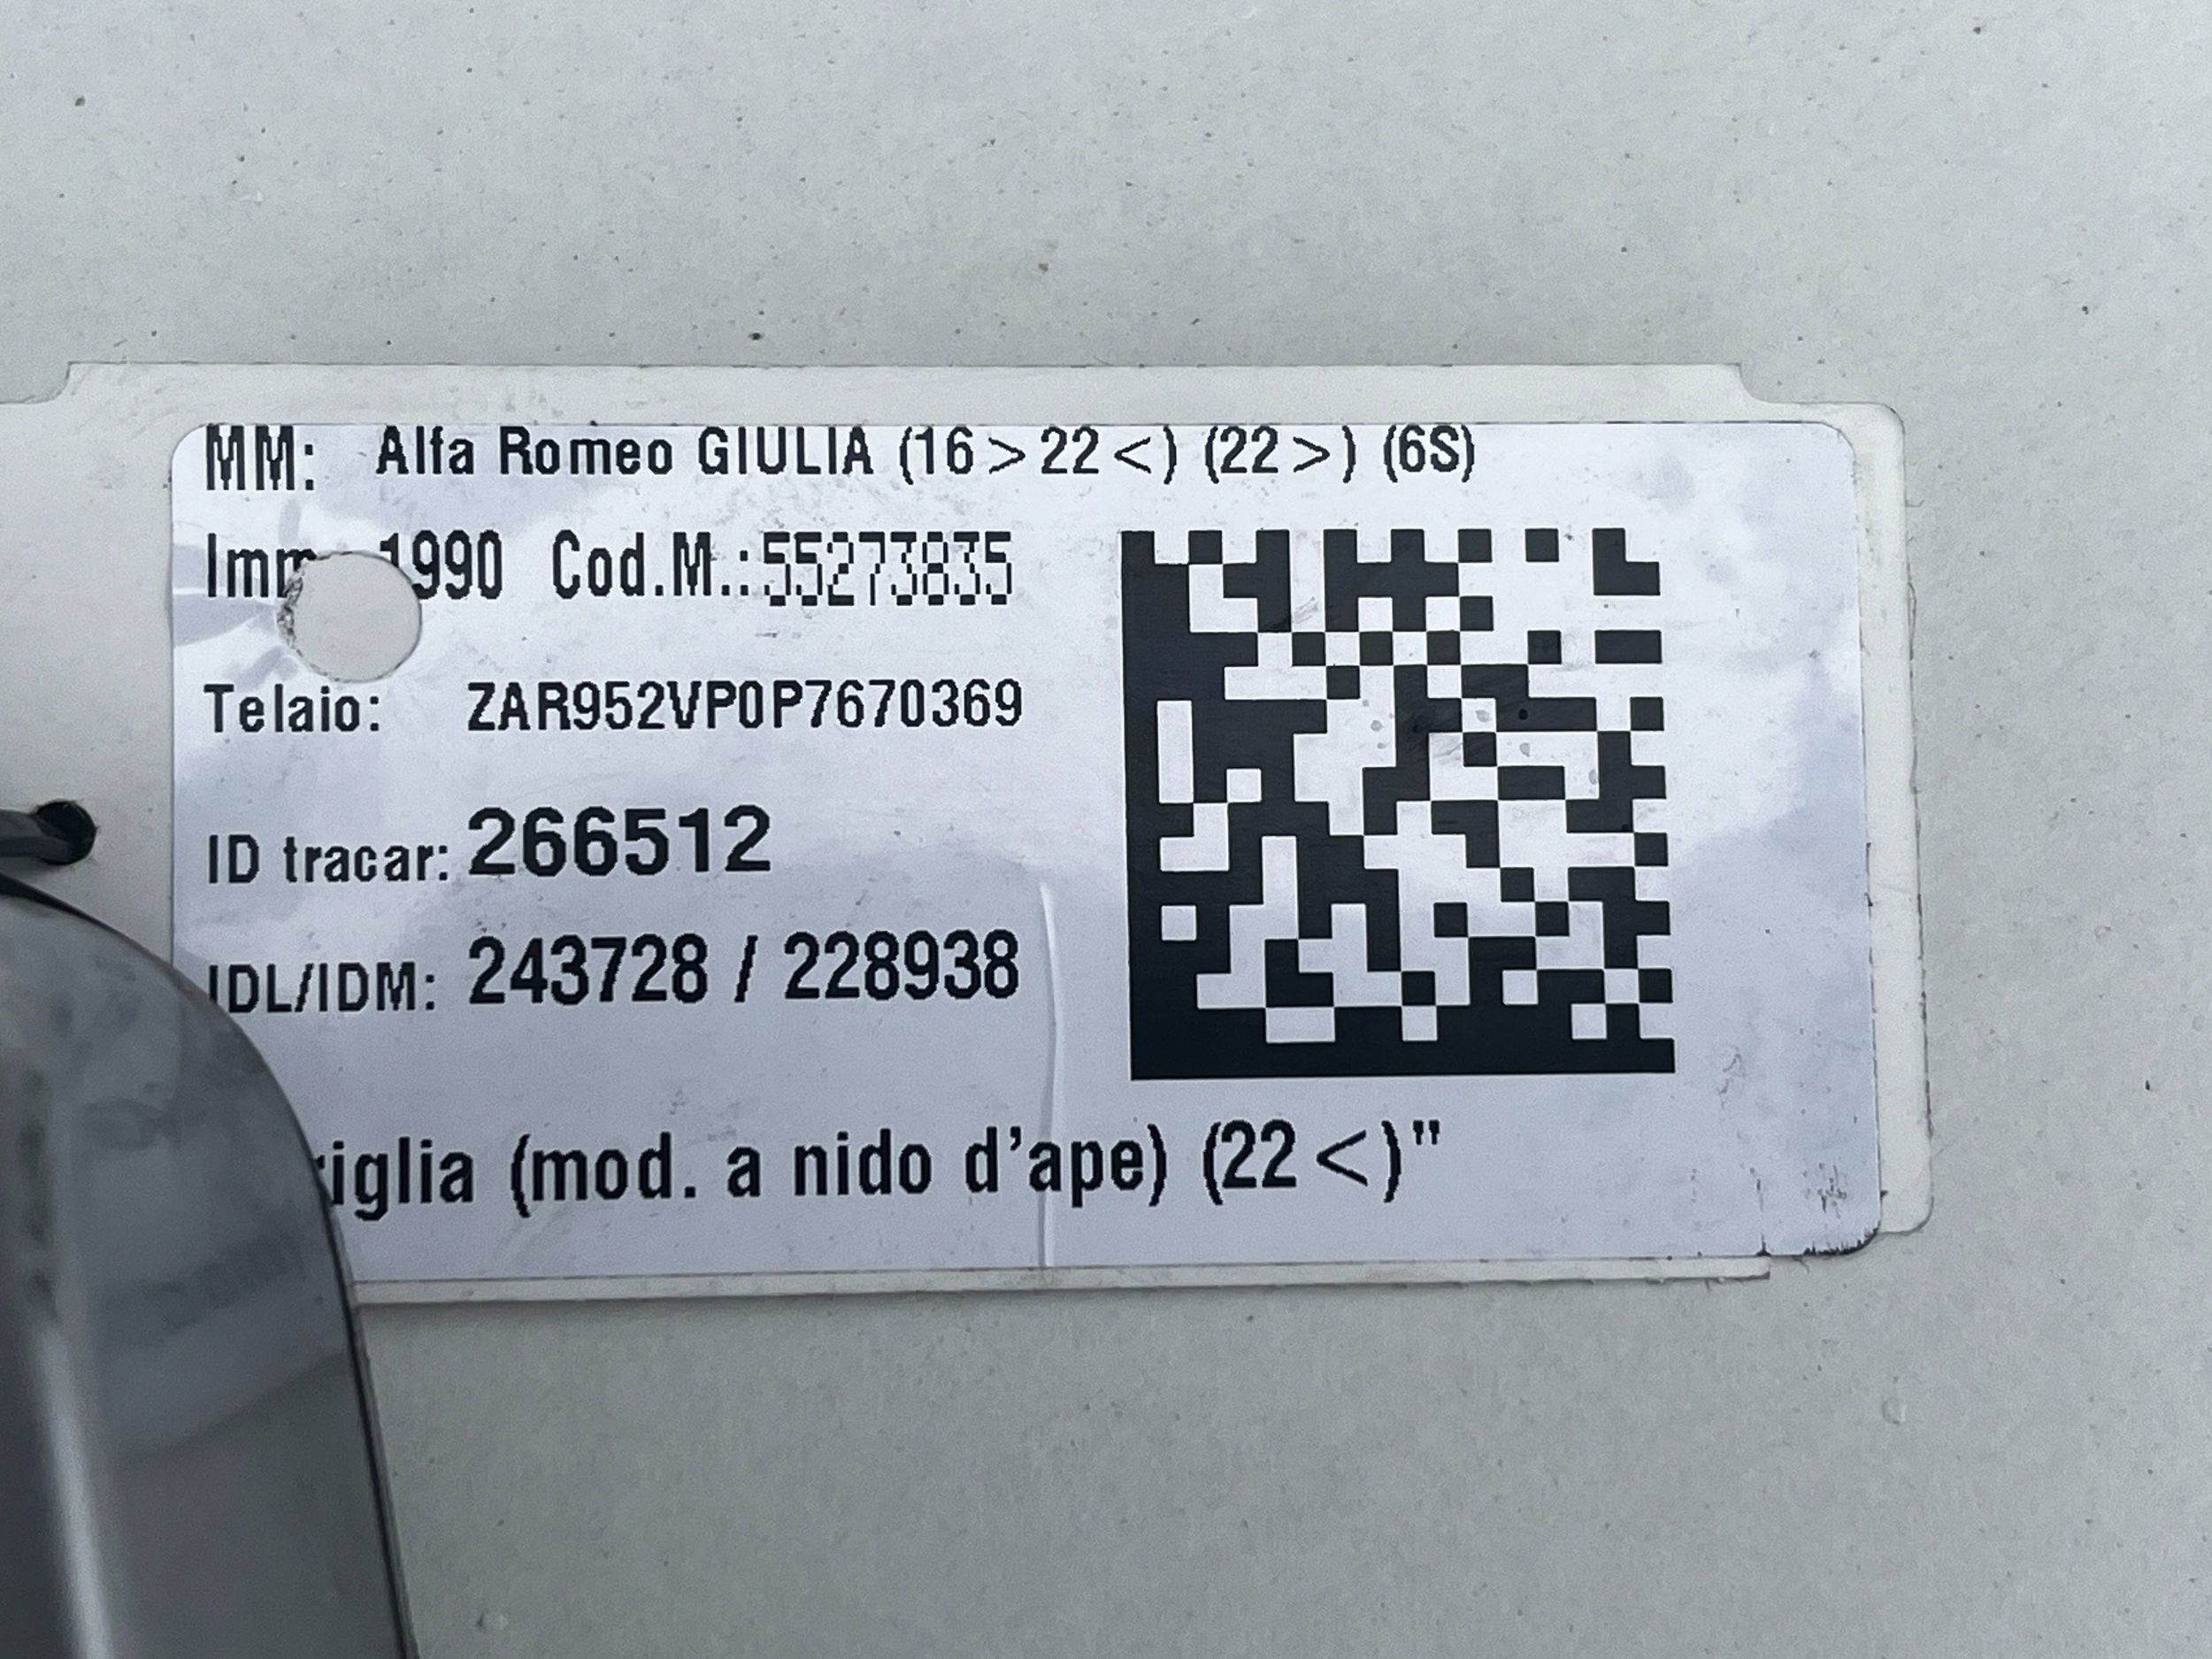 MM: Alfa Romeo GIULIA (16>22<) (22>) (6S)
Imm 1990 Cod.M.:55273835
Telaio: ZAR952VP0P7670369
ID tracar: 266512
IDL/IDM: 243728 / 228938
(mod. a nido d'ape) (22<)"